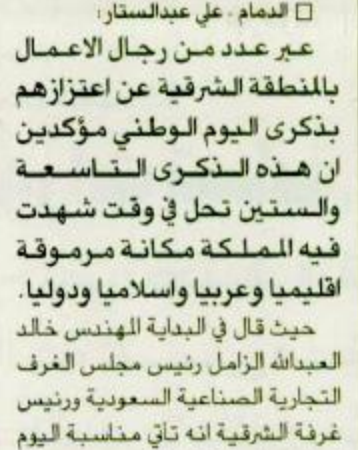 □ الدمام - علي عبدالستار:
عبر عدد من رجال الاعمال
بالمنطقة الشرقية عن اعتزازهم
بذكرى اليوم الوطني مؤكدين
ان هذه الذكرى التاسعة
والستين تحل في وقت شهدت
فيه المملكة مكانة مرموقة
اقليميا وعربيا واسلاميا ودوليا.
حيث قال في البداية المهندس خالد
العبدالله الزامل رئيس مجلس الغرف
التجارية الصناعية السعودية ورئيس
غرفة الشرقية انه تأتي مناسبة اليوم